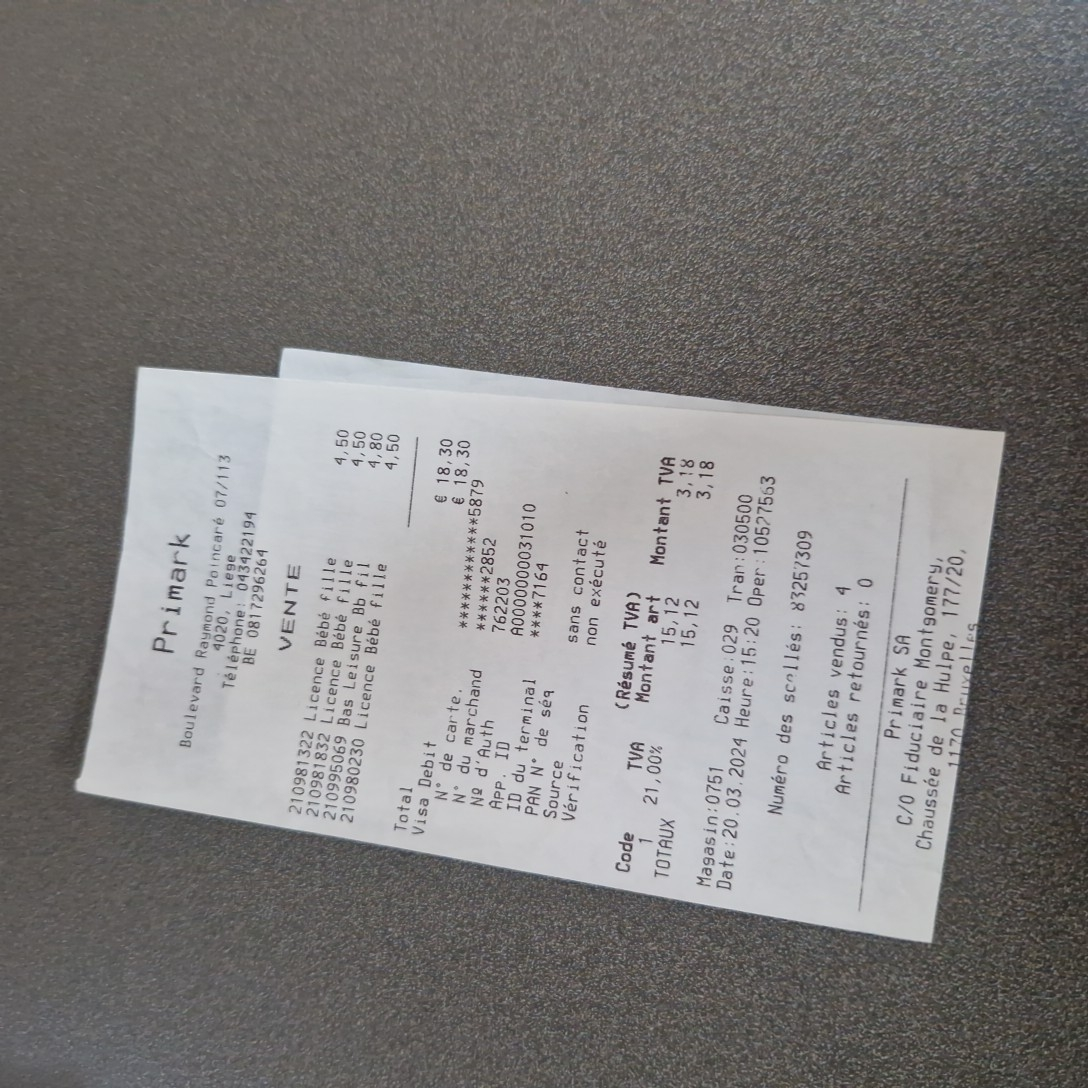 Primark
Boulevard Raymond Poincaré 07/113
4020, Liege
Téléphone: 043422194
BE 0817296264
VENTE
210981322 Licence Bébé fille 4,50
210981832 Licence Bébé fille 4,50
210995069 Bas Leisure Bb fil 4,80
210980230 Licence Bébé fille 4,50
Total € 18,30
Visa Debit € 18,30
N° de carte. ************5879
N° du marchand ******2852
Nº d'Auth 762203
APP. ID A0000000031010
ID du terminal ****7164
PAN N° de séq
Source sans contact
Vérification non exécuté
(Résumé TVA)
Code TVA Montant art Montant TVA
1 21,00% 15,12 3,18
TOTAUX 15,12 3,18
Magasin:0751 Caisse:029 Tran:030500
Date:20.03.2024 Heure:15:20 Oper:10527563
Numéro des scellés: 83257309
Articles vendus: 4
Articles retournés: 0
Primark SA
C/O Fiduciaire Montgomery,
Chaussée de la Hulpe, 177/20,
1170 Bruxelles